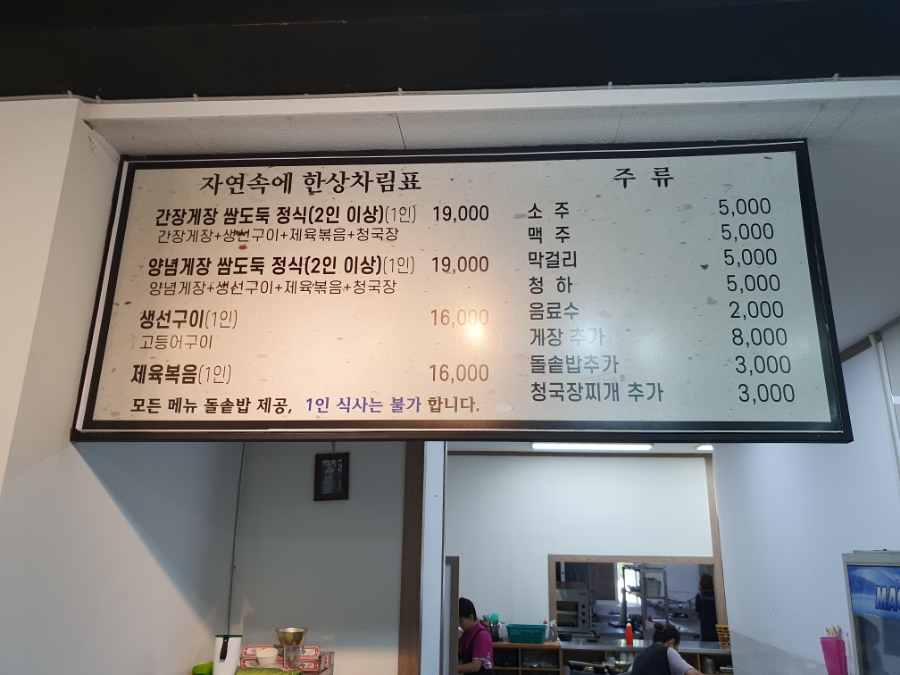 자연속에 한상차림표
간장게장 쌈도둑 정식(2인 이상)(1인) 19,000
간장게장+생선구이+제육볶음+청국장
양념게장 쌈도둑 정식(2인 이상)(1인) 19,000
양념게장+생선구이+제육볶음+청국장
생선구이(1인) 16,000
고등어구이
제육복음(1인) 16,000
모든 메뉴 돌솥밥 제공, 1인 식사는 불가 합니다.
주 류
소 주 5,000
맥 주 5,000
막걸리 5,000
청 하 5,000
음료수 2,000
게장 추가 8,000
돌솥밥추가 3,000
청국장찌개 추가 3,000